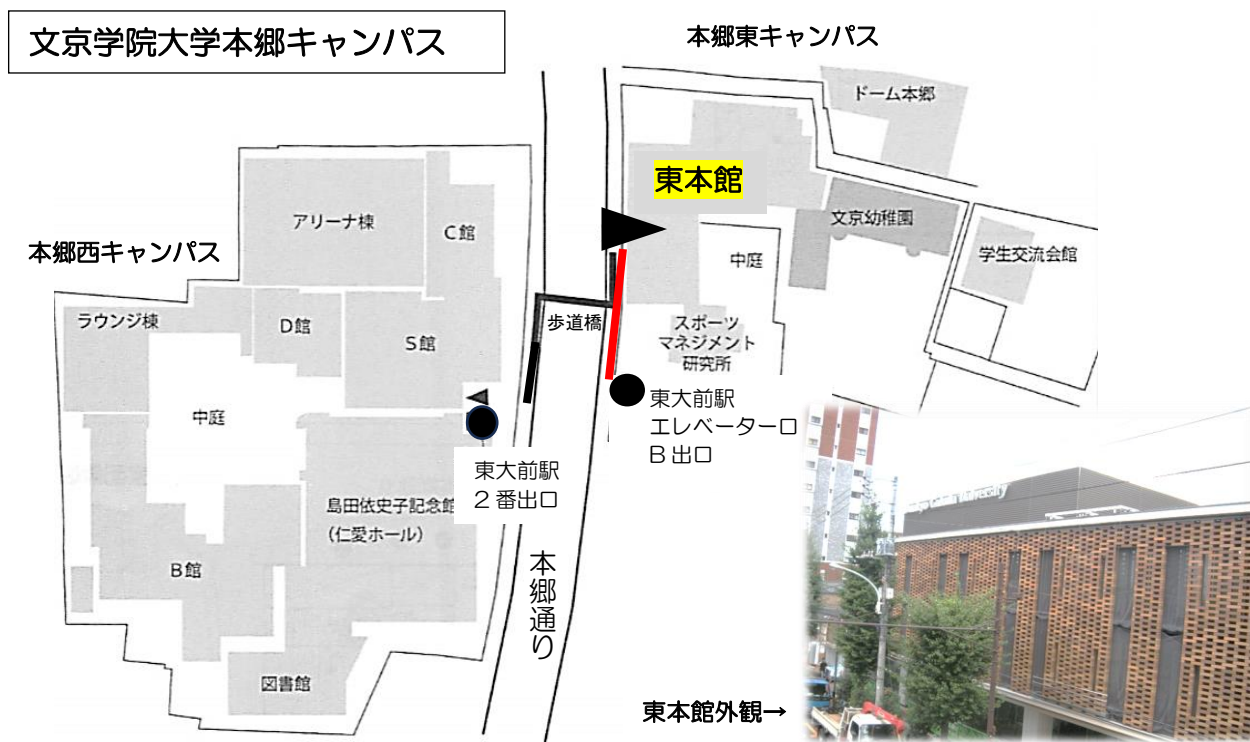 文京学院大学本郷キャンパス
本郷東キャンパス
ドーム本郷
東本館
文京幼稚園
アリーナ棟
C館
本郷西キャンパス
中庭
学生交流会館
ラウンジ棟
D館
S館
歩道橋
スポーツ
マネジメント
研究所
中庭
東大前駅
エレベーター口
B出口
東大前駅
2番出口
島田依史子記念館
(仁愛ホール)
B館
本郷通り
図書館
東本館外観→
University